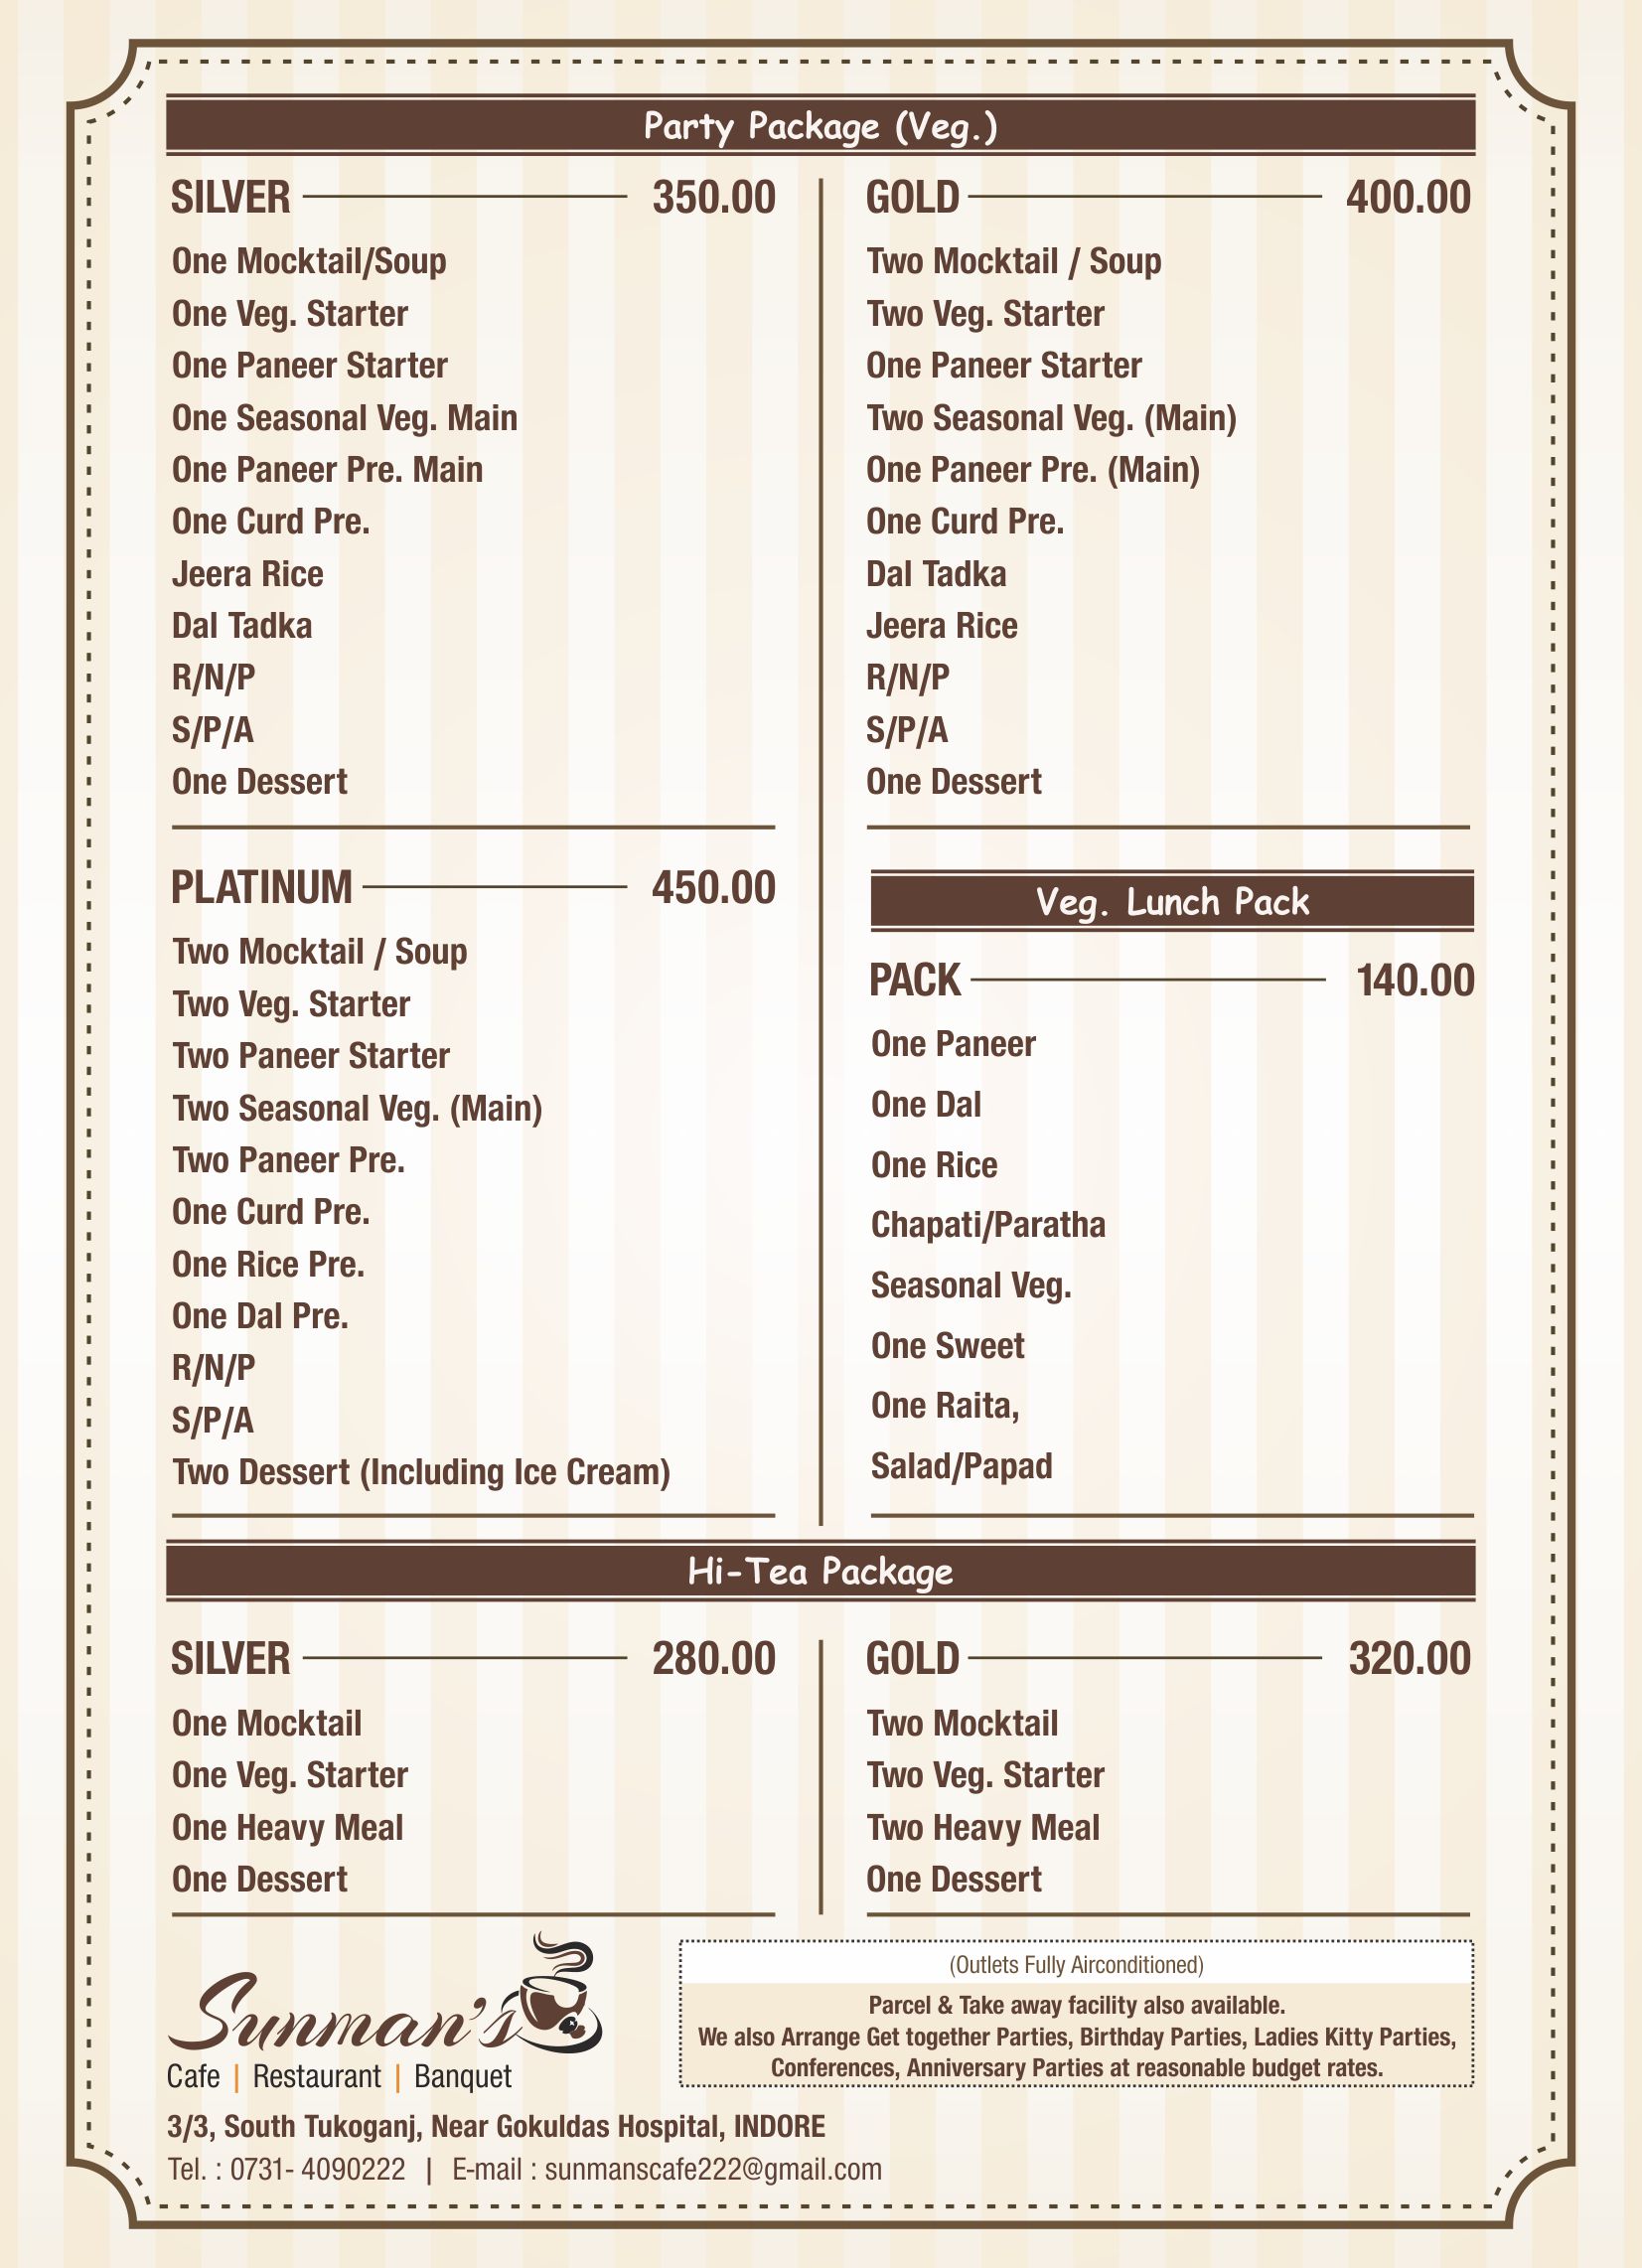 Party Package (Veg.)
SILVER 350.00
One Mocktail/Soup
One Veg. Starter
One Paneer Starter
One Seasonal Veg. Main
One Paneer Pre. Main
One Curd Pre.
Jeera Rice
Dal Tadka
R/N/P
S/P/A
One Dessert
GOLD 400.00
Two Mocktail / Soup
Two Veg. Starter
One Paneer Starter
Two Seasonal Veg. (Main)
One Paneer Pre. (Main)
One Curd Pre.
Dal Tadka
Jeera Rice
R/N/P
S/P/A
One Dessert
PLATINUM 450.00
Two Mocktail / Soup
Two Veg. Starter
Two Paneer Starter
Two Seasonal Veg. (Main)
Two Paneer Pre.
One Curd Pre.
One Rice Pre.
One Dal Pre.
R/N/P
S/P/A
Two Dessert (Including Ice Cream)
Veg. Lunch Pack
PACK 140.00
One Paneer
One Dal
One Rice
Chapati/Paratha
Seasonal Veg.
One Sweet
One Raita,
Salad/Papad
Hi-Tea Package
SILVER 280.00
One Mocktail
One Veg. Starter
One Heavy Meal
One Dessert
GOLD 320.00
Two Mocktail
Two Veg. Starter
Two Heavy Meal
One Dessert
Sunman's
Cafe | Restaurant | Banquet
(Outlets Fully Airconditioned)
Parcel & Take away facility also available.
We also Arrange Get together Parties, Birthday Parties, Ladies Kitty Parties,
Conferences, Anniversary Parties at reasonable budget rates.
3/3, South Tukoganj, Near Gokuldas Hospital, INDORE
Tel. : 0731- 4090222 | E-mail : sunmanscafe222@gmail.com